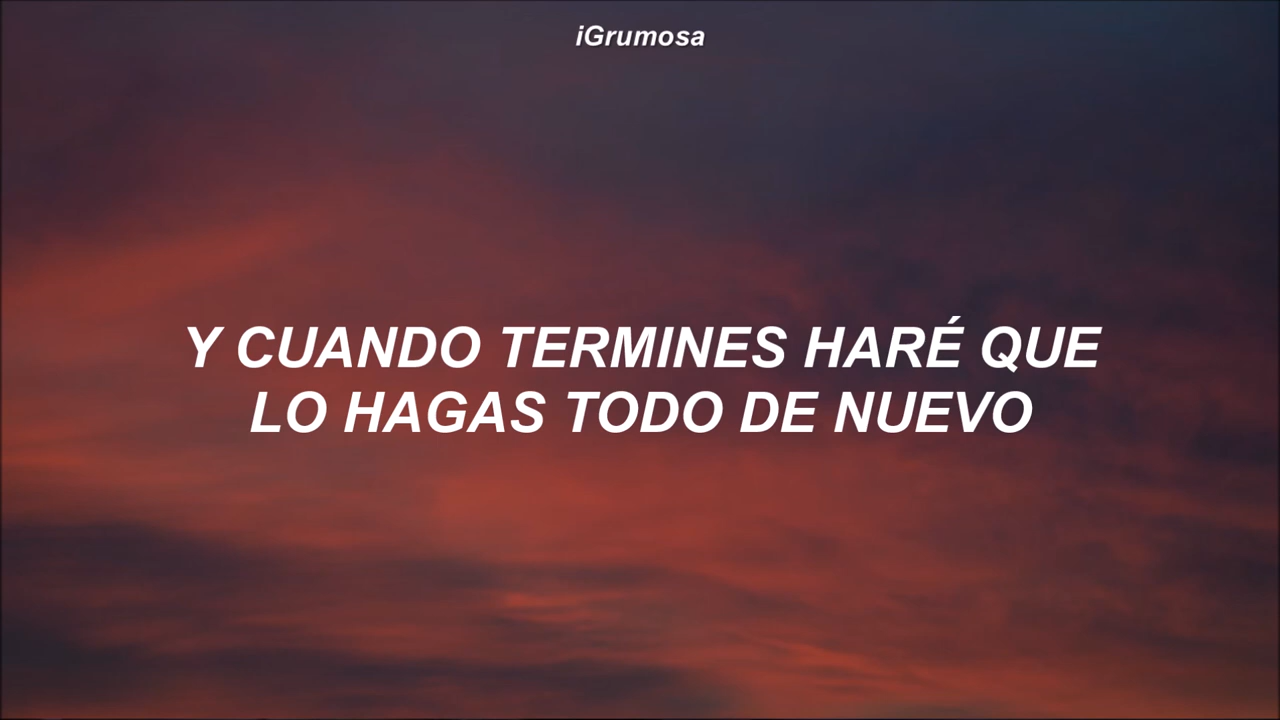 iGrumosa
Y CUANDO TERMINES HARÉ QUE
LO HAGAS TODO DE NUEVO